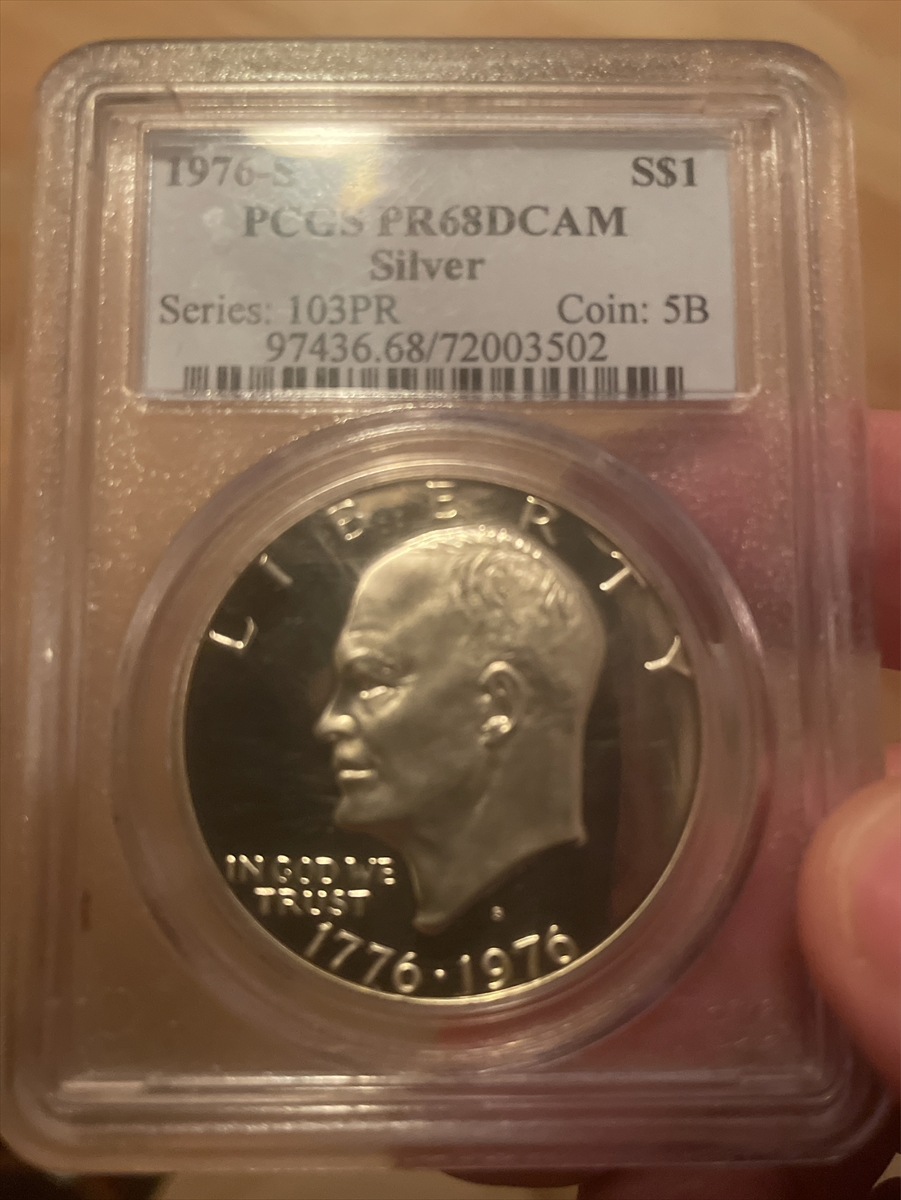 1976-S S$1
PCGS PR68DCAM
Silver
Series: 103PR Coin: 5B
97436.68/72003502
LIBERTY
IN GOD WE
TRUST
S
1776·1976